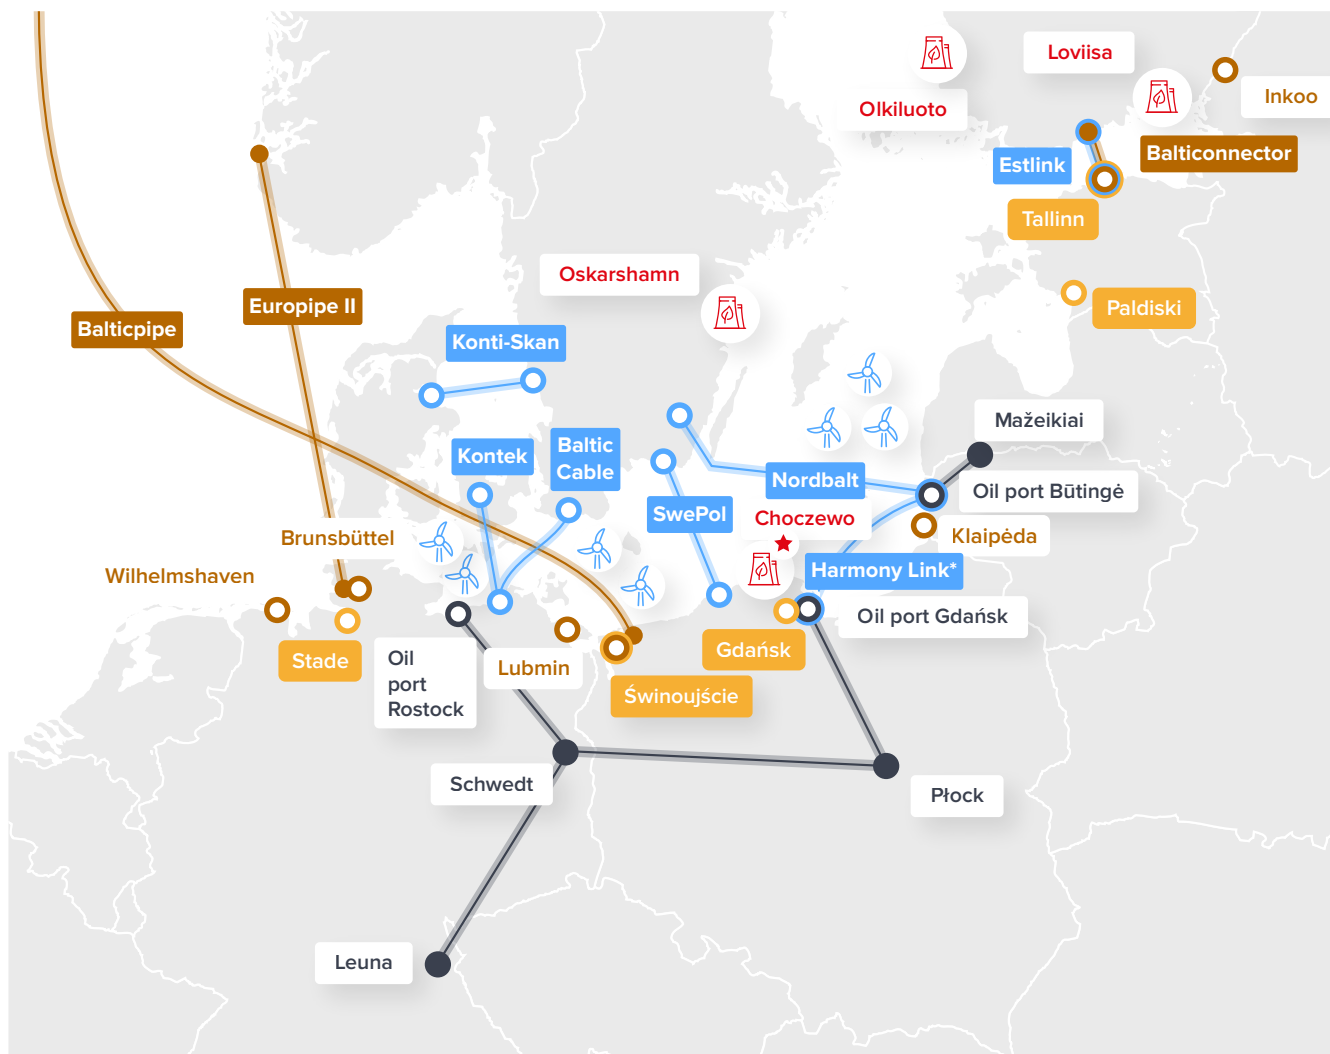 Loviisa
Olkiluoto
Inkoo
Balticonnector
Estlink
Tallinn
Oskarshamn
Paldiski
Europipe II
Balticpipe
Konti-Skan
Mažeikiai
Kontek
Baltic
Cable
Nordbalt
Oil port Būtingė
SwePol
Choczewo
Klaipėda
Brunsbüttel
Wilhelmshaven
Harmony Link*
Oil port Gdańsk
Stade
Oil
port
Rostock
Lubmin
Gdańsk
Świnoujście
Schwedt
Płock
Leuna